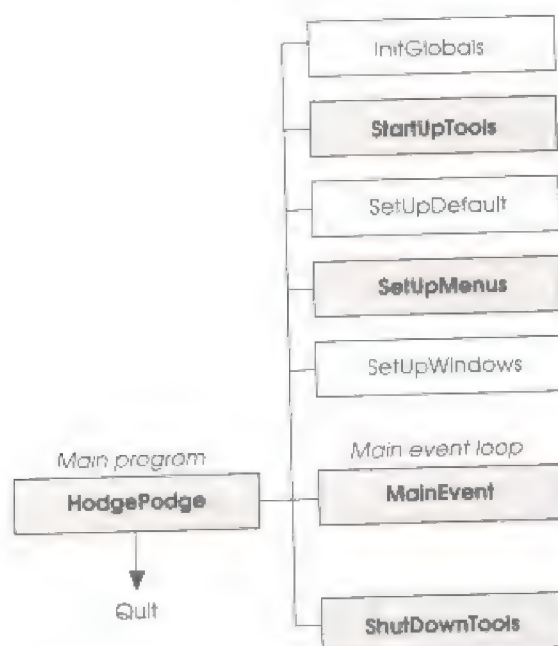 InitGlobals
StartUpTools
SetUpDefault
SetUpMenus
SetUpWindows
Main program
HodgePodge
Main event loop
MainEvent
Quit
ShutDownTools